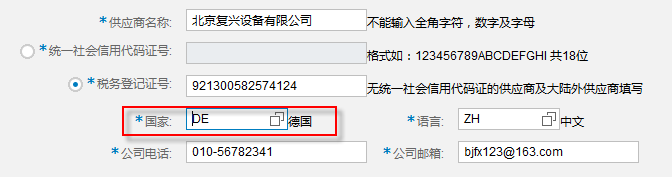 *供应商名称: 北京复兴设备有限公司 不能输入全角字符，数字及字母
*统一社会信用代码证号: 格式如：123456789ABCDEFGHI 共18位
*税务登记证号: 921300582574124 无统一社会信用代码证的供应商及大陆外供应商填写
*国家: DE 德国 *语言: ZH 中文
*公司电话: 010-56782341 *公司邮箱: bjfx123@163.com